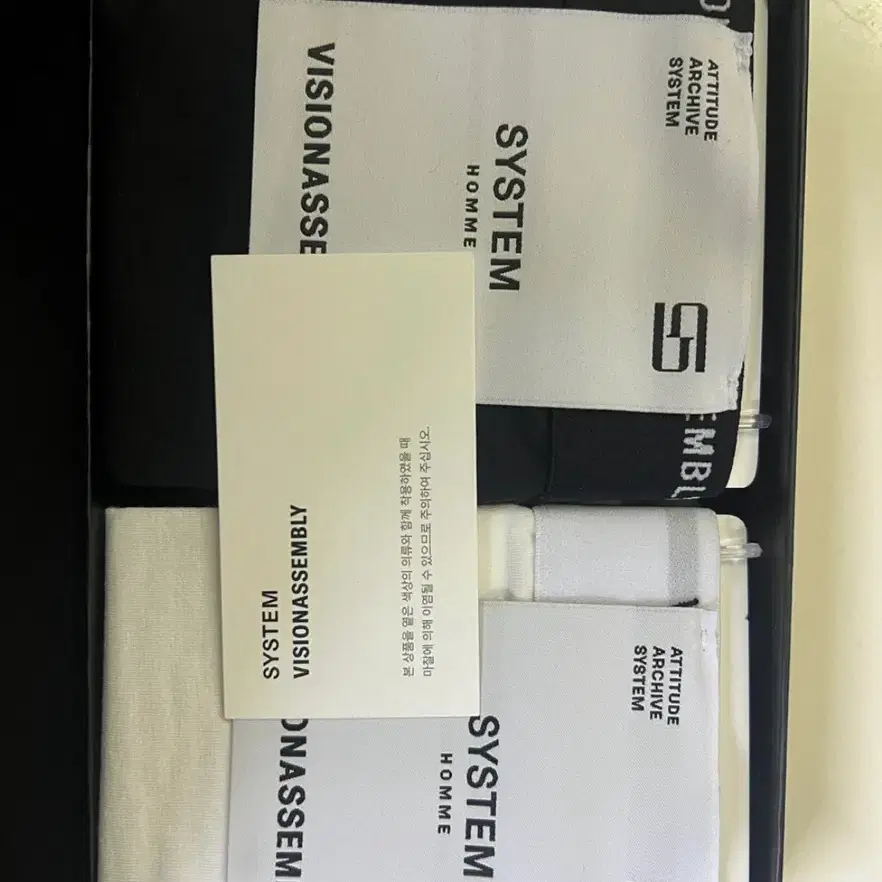 VISIONASSE
SYSTEM
HOMME
ATTITUDE
ARCHIVE
SYSTEM
EMBLY
SYSTEM
VISIONASSEMBLY
본 상품을 옅은 색상의 의류와 함께 착용하였을 때
마찰에 의해 이염될 수 있으므로 주의하여 주십시오.
ONASSEM
SYSTEM
HOMME
ATTITUDE
ARCHIVE
SYSTEM